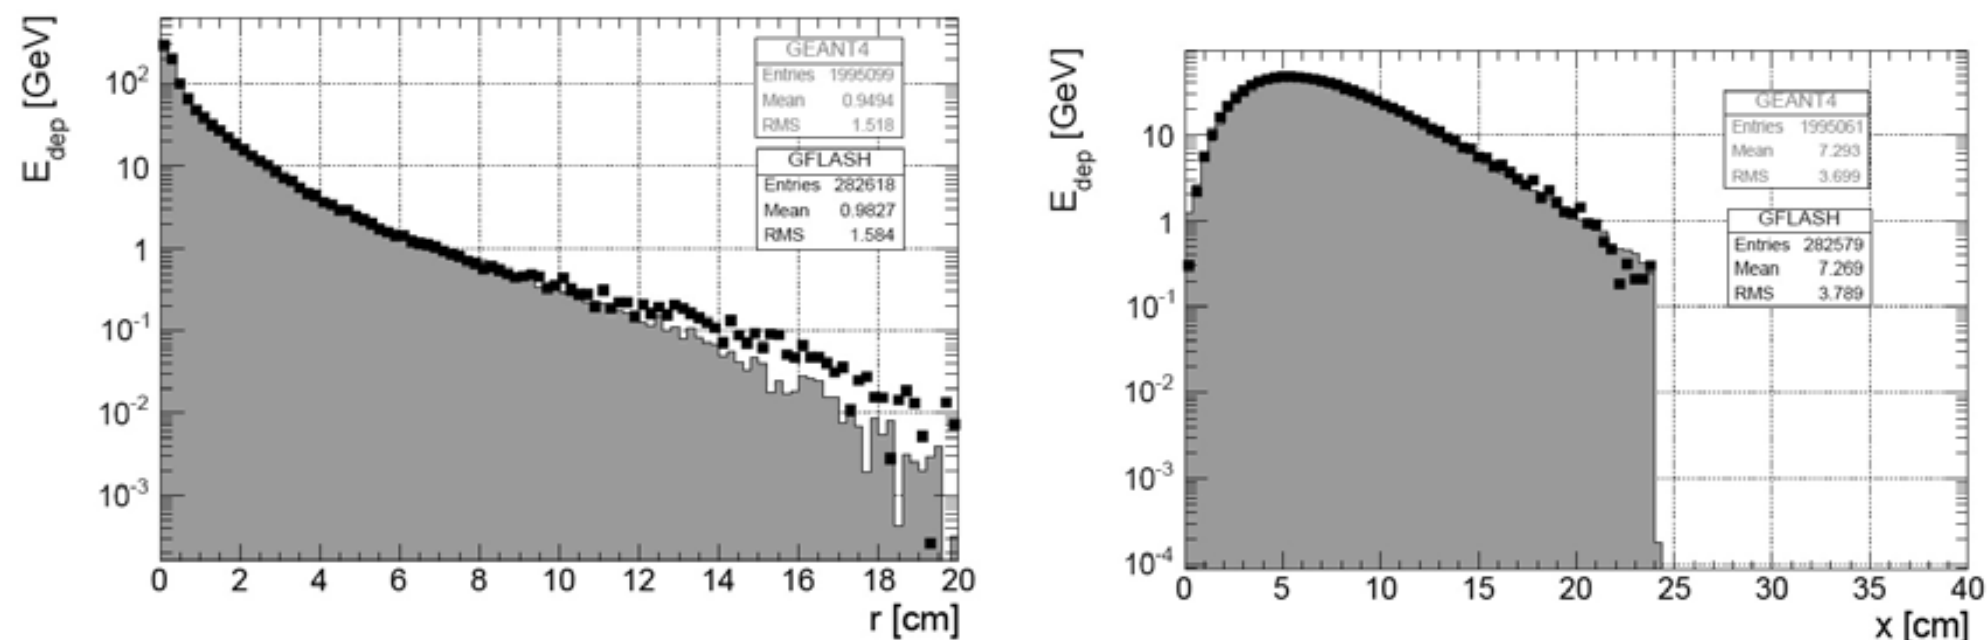 E_dep [GeV]
10^2
10
1
10^-1
10^-2
10^-3
0 2 4 6 8 10 12 14 16 18 20
r [cm]
GEANT4
Entries 1995099
Mean 0.9494
RMS 1.518
GFLASH
Entries 282618
Mean 0.9827
RMS 1.584
E_dep [GeV]
10
1
10^-1
10^-2
10^-3
10^-4
0 5 10 15 20 25 30 35 40
x [cm]
GEANT4
Entries 1995061
Mean 7.293
RMS 3.699
GFLASH
Entries 282579
Mean 7.269
RMS 3.789